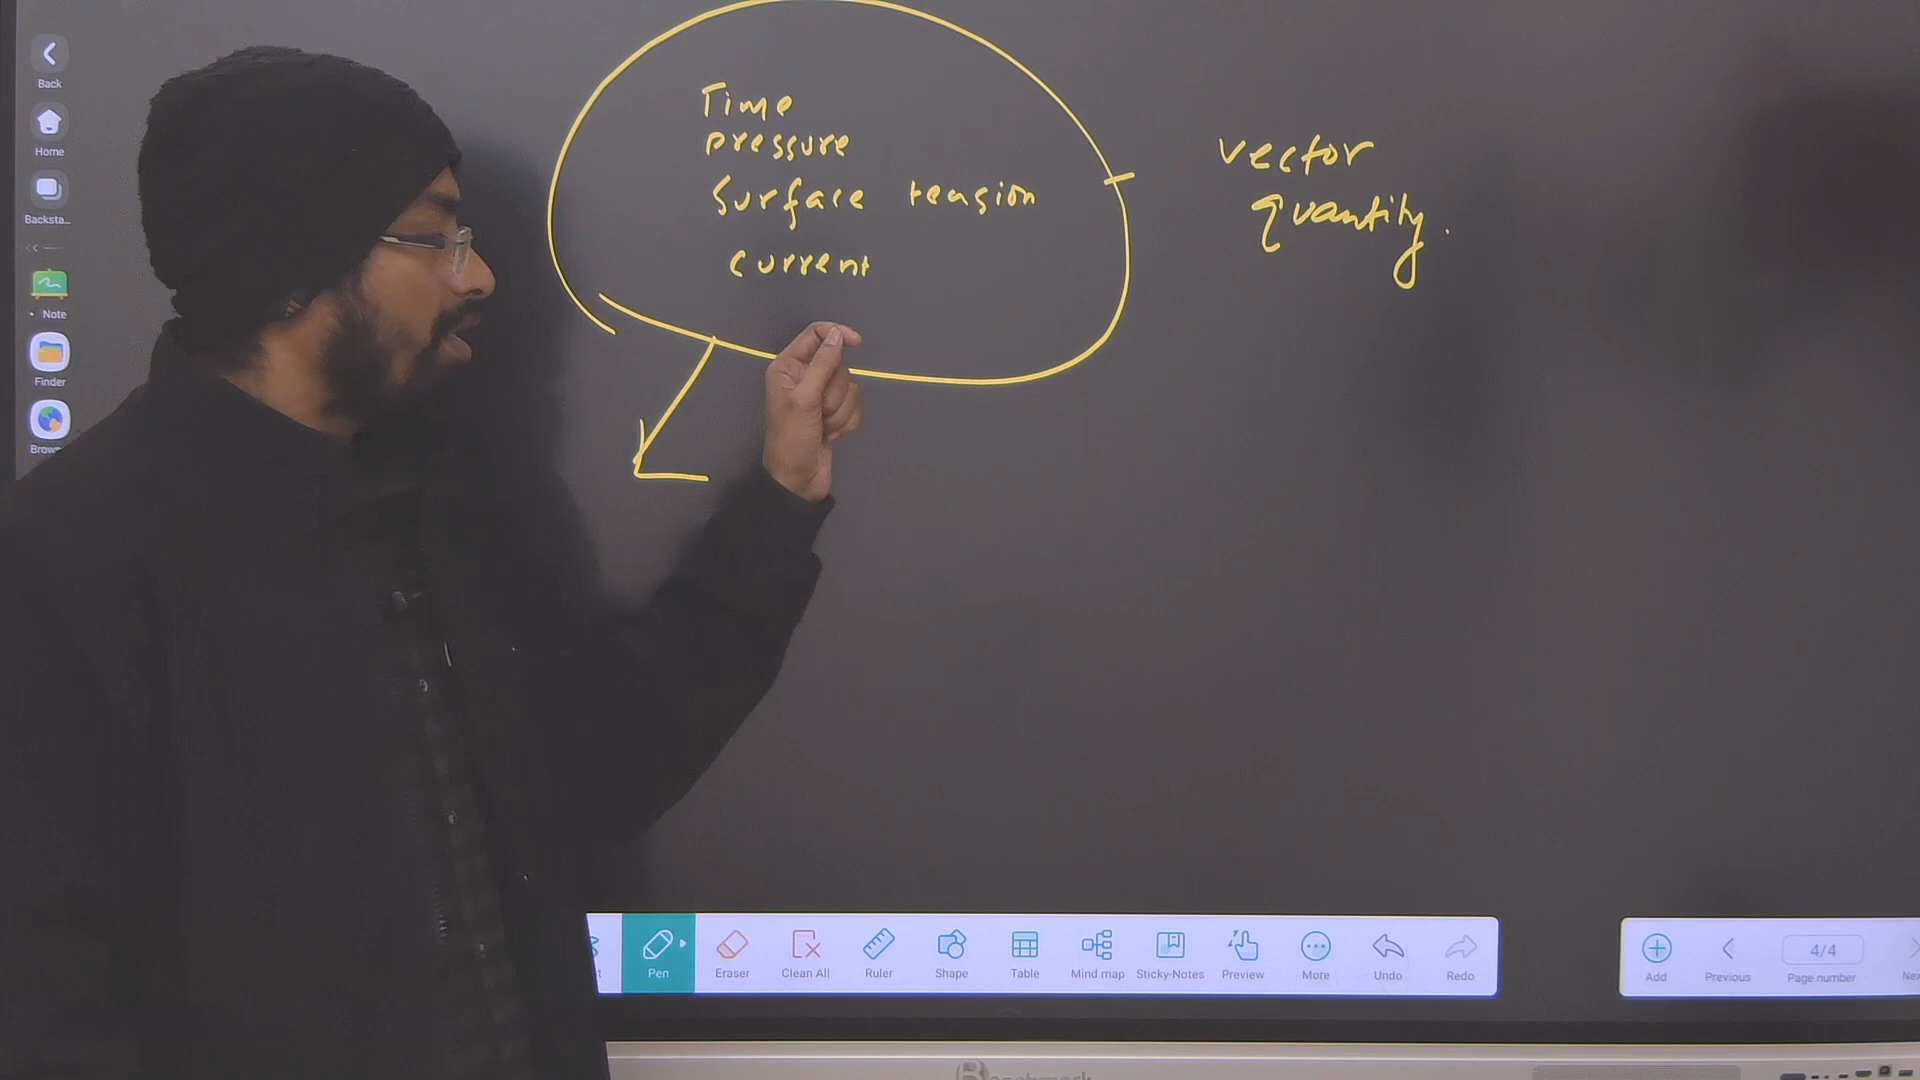 Back
Home
Backsta...
Note
Finder
Brow
Time
pressure
Surface tension
current
vector
quantity.
Pen
Eraser
Clean All
Ruler
Shape
Table
Mind map
Sticky-Notes
Preview
More
Undo
Redo
Add
Previous
4/4
Page number